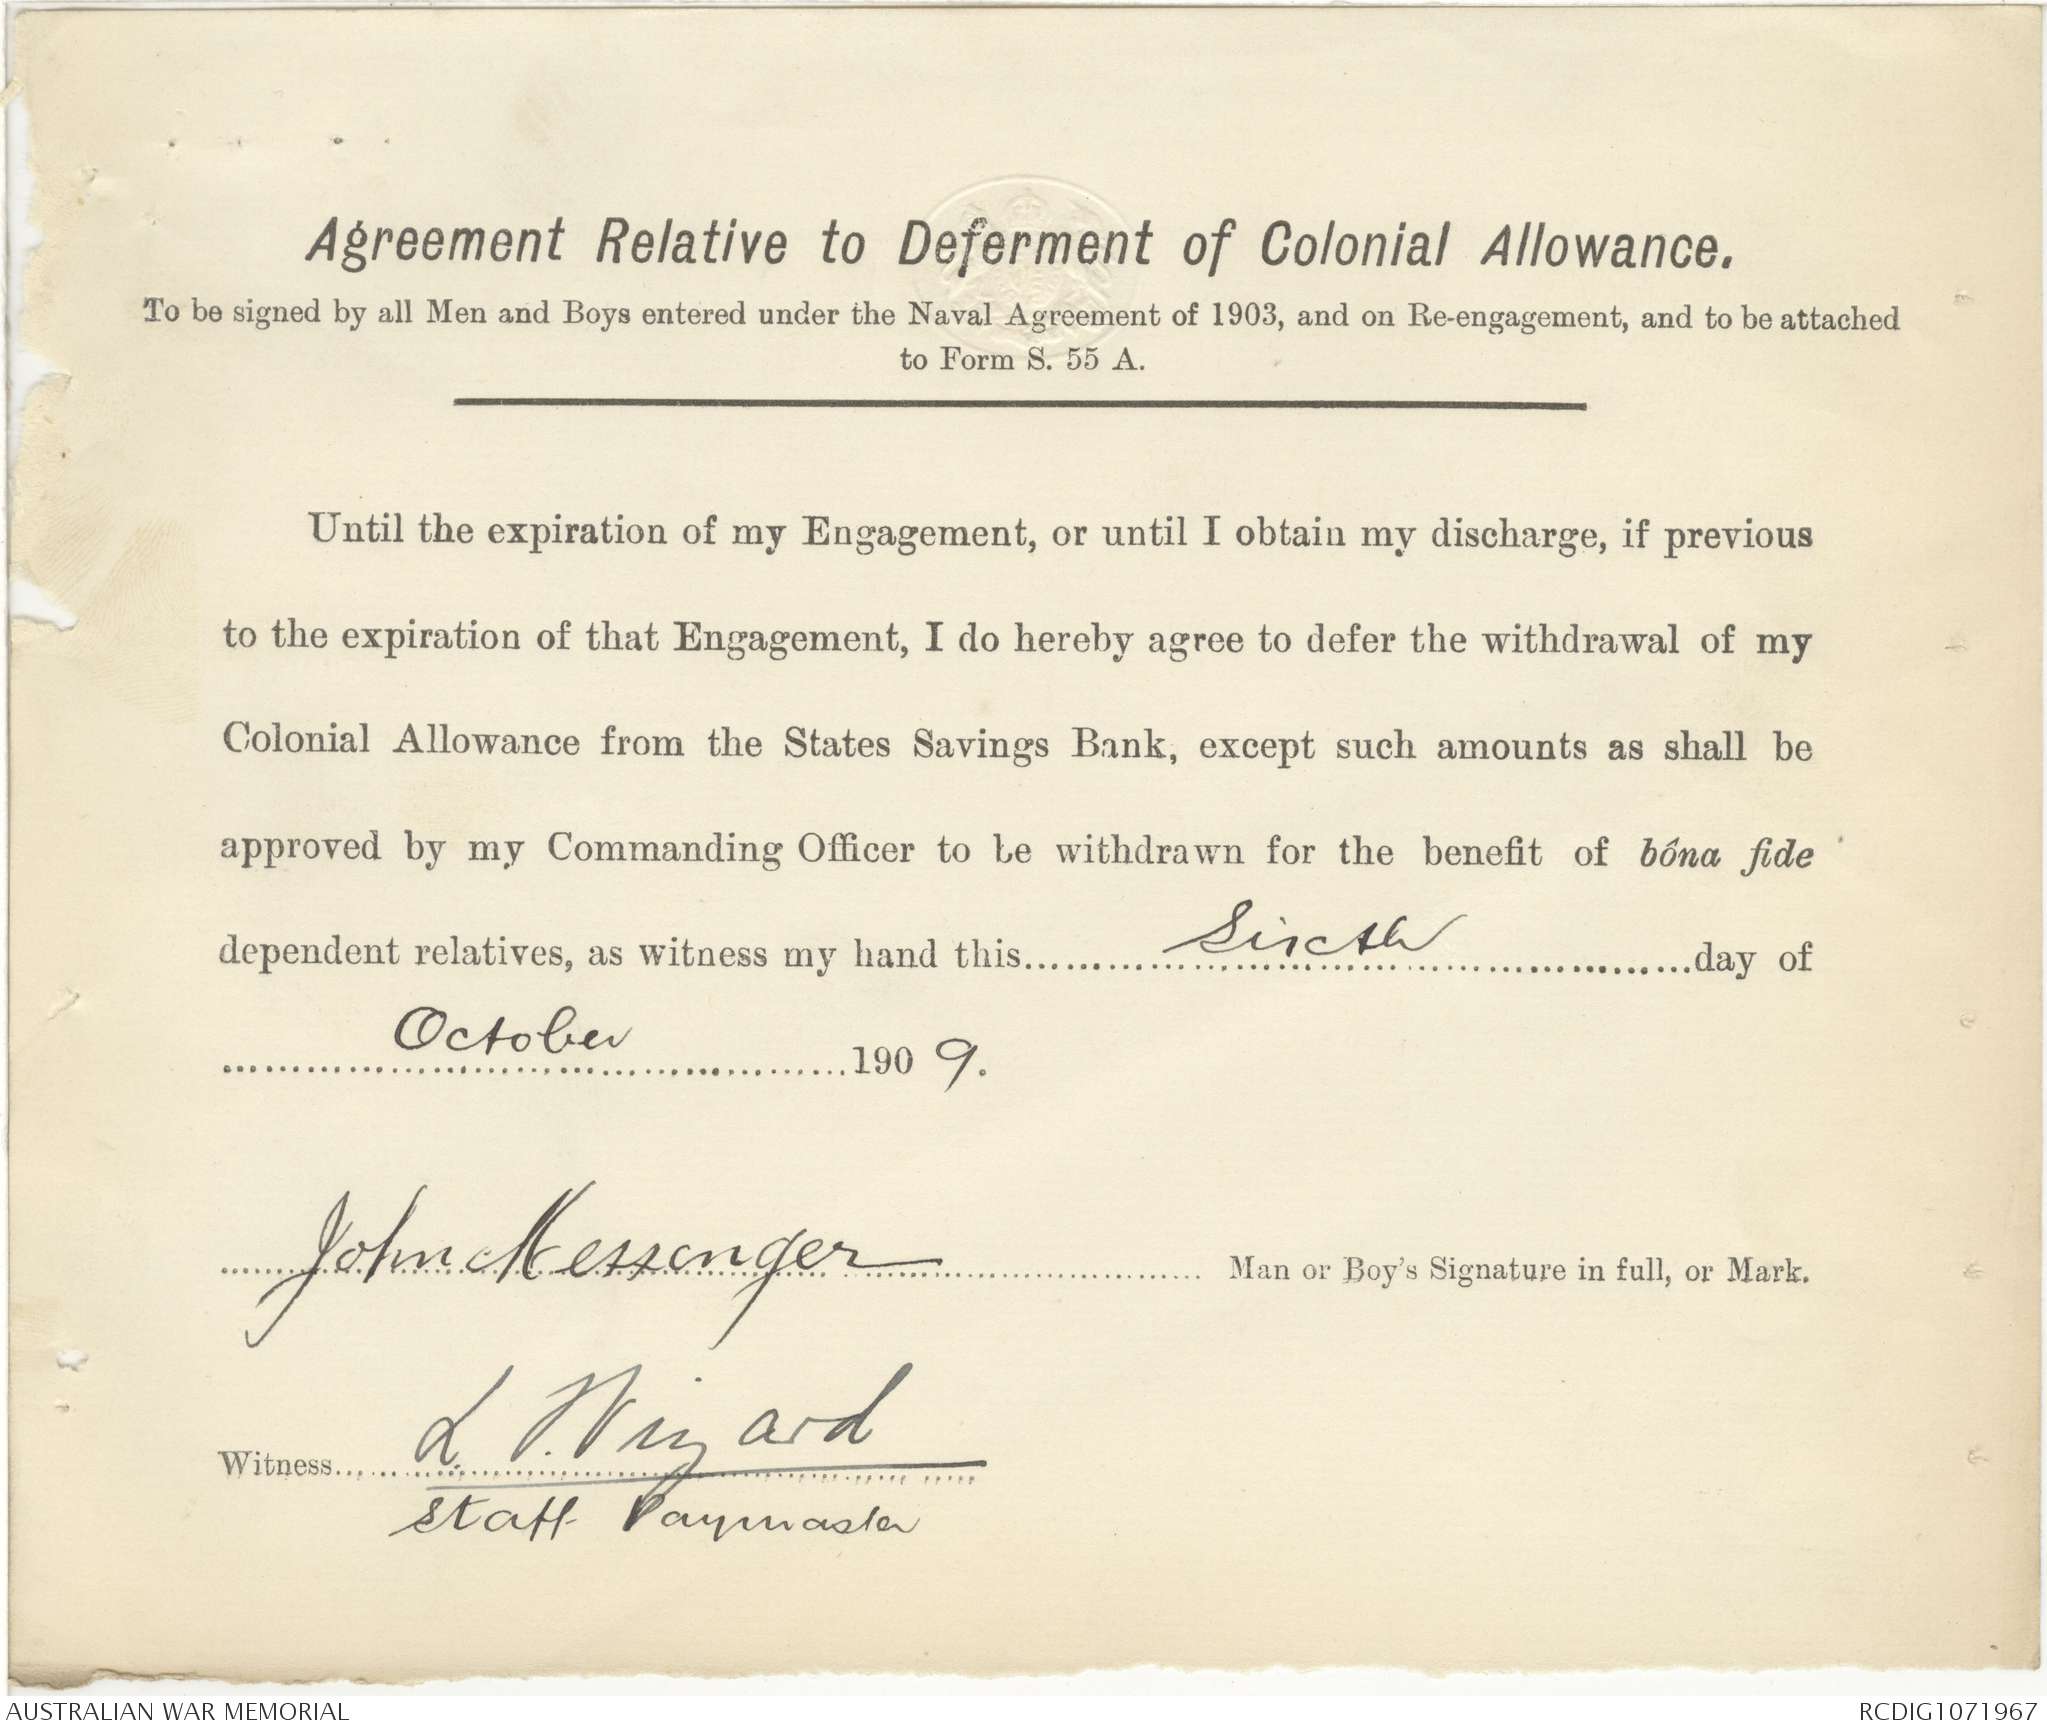 Agreement Relative to Deferment of Colonial Allowance.
To be signed by all Men and Boys entered under the Naval Agreement of 1903, and on Re-engagement, and to be attached
to Form S. 55 A.
Until the expiration of my Engagement, or until I obtain my discharge, if previous
to the expiration of that Engagement, I do hereby agree to defer the withdrawal of my
Colonial Allowance from the States Savings Bank, except such amounts as shall be
approved by my Commanding Officer to be withdrawn for the benefit of bóna fide
dependent relatives, as witness my hand this Sixth day of
October 1909.
John Messenger Man or Boy's Signature in full, or Mark.
Witness L. Wizard
Staff Paymaster
AUSTRALIAN WAR MEMORIAL RCDIG1071967